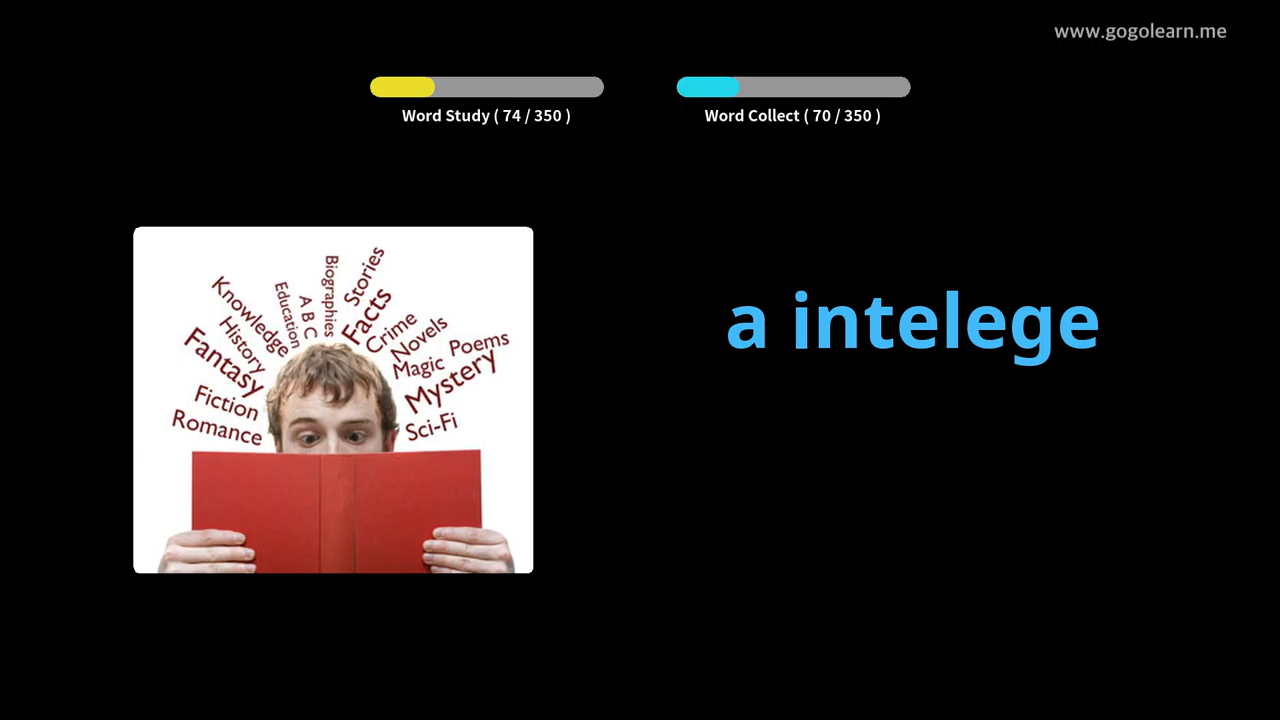 www.gogolearn.me
Word Study ( 74 / 350 )
Word Collect ( 70 / 350 )
a intelege
Knowledge
History
Fantasy
Fiction
Romance
Education
A B C
Biographies
Stories
Facts
Crime
Novels
Magic
Poems
Mystery
Sci-Fi